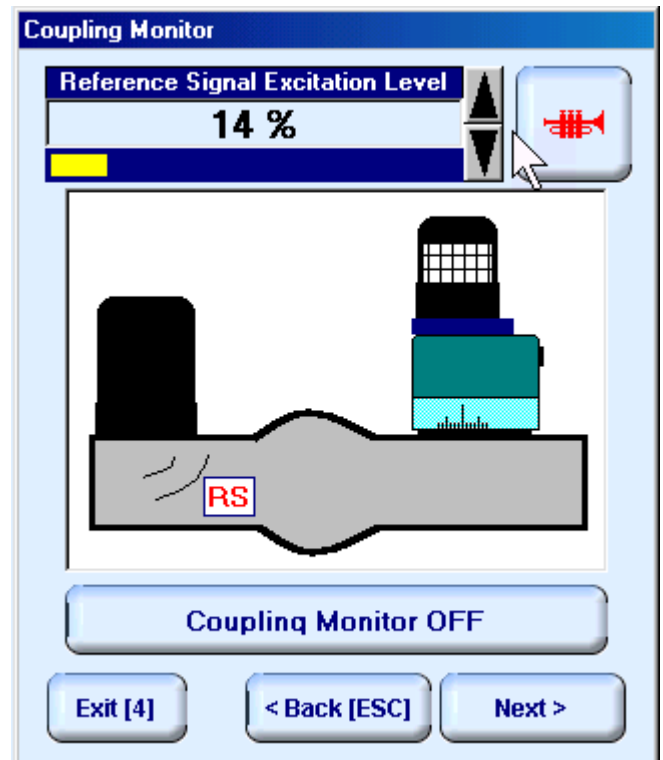 Coupling Monitor
Reference Signal Excitation Level
14 %
RS
Coupling Monitor OFF
Exit [4]
< Back [ESC]
Next >